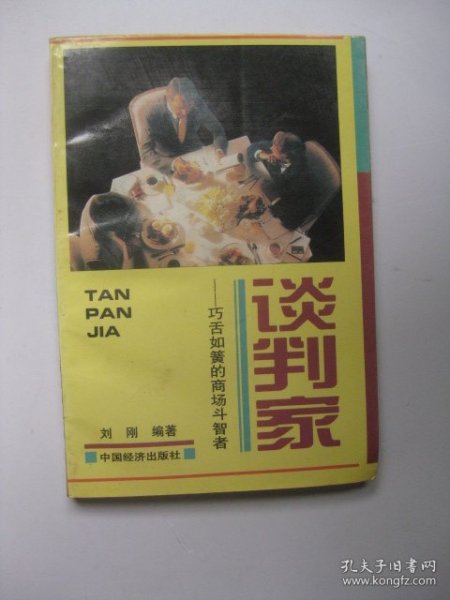 TAN
PAN
JIA
谈判家
——巧舌如簧的商场斗智者
刘刚 编著
中国经济出版社
孔夫子旧书网
www.kongfz.com